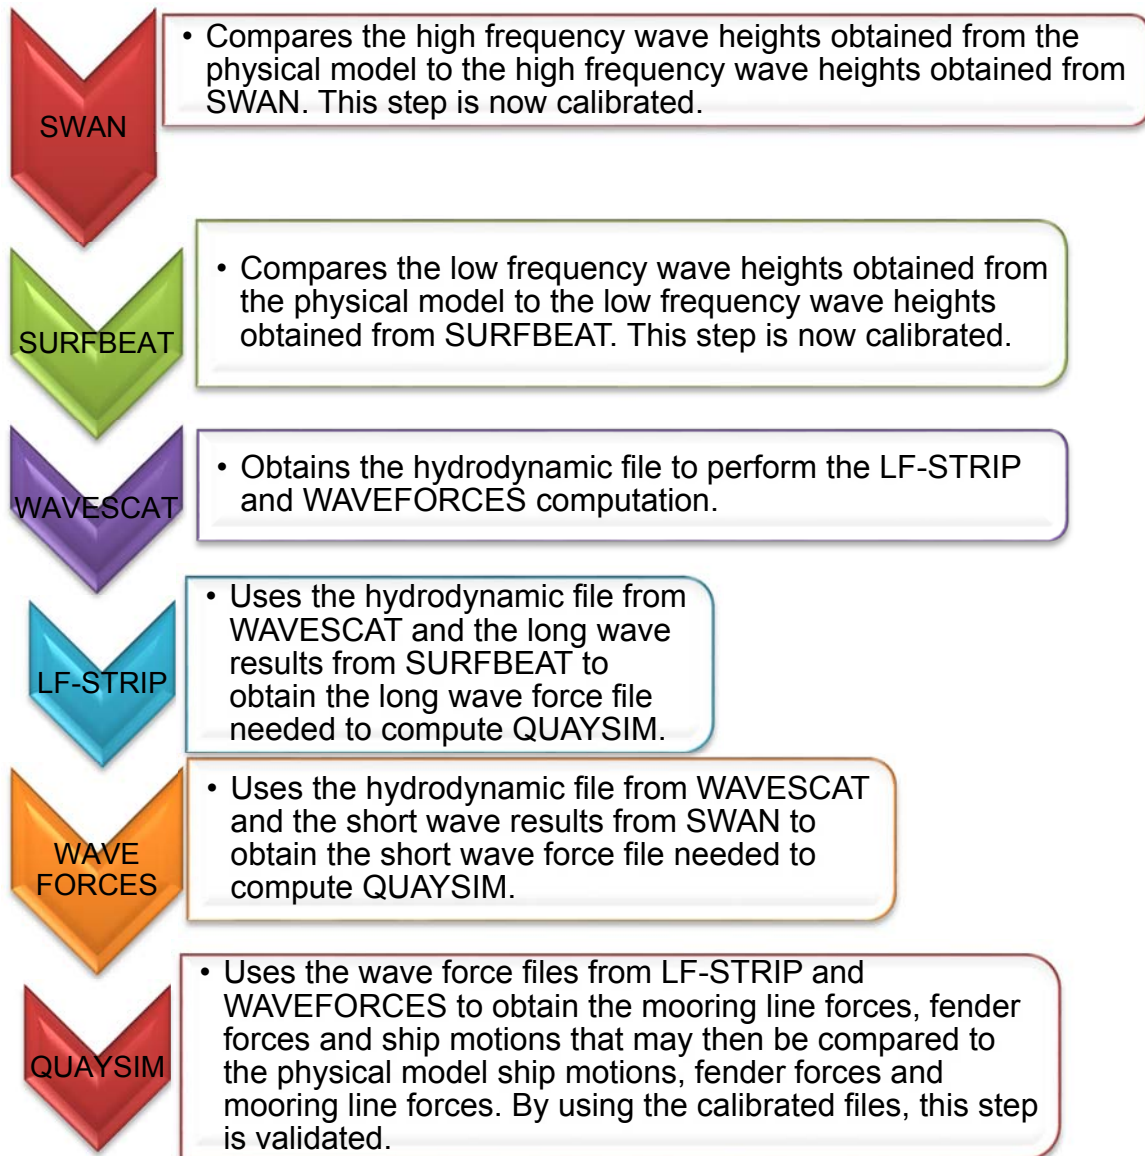 SWAN
• Compares the high frequency wave heights obtained from the
physical model to the high frequency wave heights obtained from
SWAN. This step is now calibrated.
SURFBEAT
• Compares the low frequency wave heights obtained from
the physical model to the low frequency wave heights
obtained from SURFBEAT. This step is now calibrated.
WAVESCAT
• Obtains the hydrodynamic file to perform the LF-STRIP
and WAVEFORCES computation.
LF-STRIP
• Uses the hydrodynamic file from
WAVESCAT and the long wave
results from SURFBEAT to
obtain the long wave force file
needed to compute QUAYSIM.
WAVE
FORCES
• Uses the hydrodynamic file from WAVESCAT
and the short wave results from SWAN to
obtain the short wave force file needed to
compute QUAYSIM.
QUAYSIM
• Uses the wave force files from LF-STRIP and
WAVEFORCES to obtain the mooring line forces, fender
forces and ship motions that may then be compared to
the physical model ship motions, fender forces and
mooring line forces. By using the calibrated files, this step
is validated.